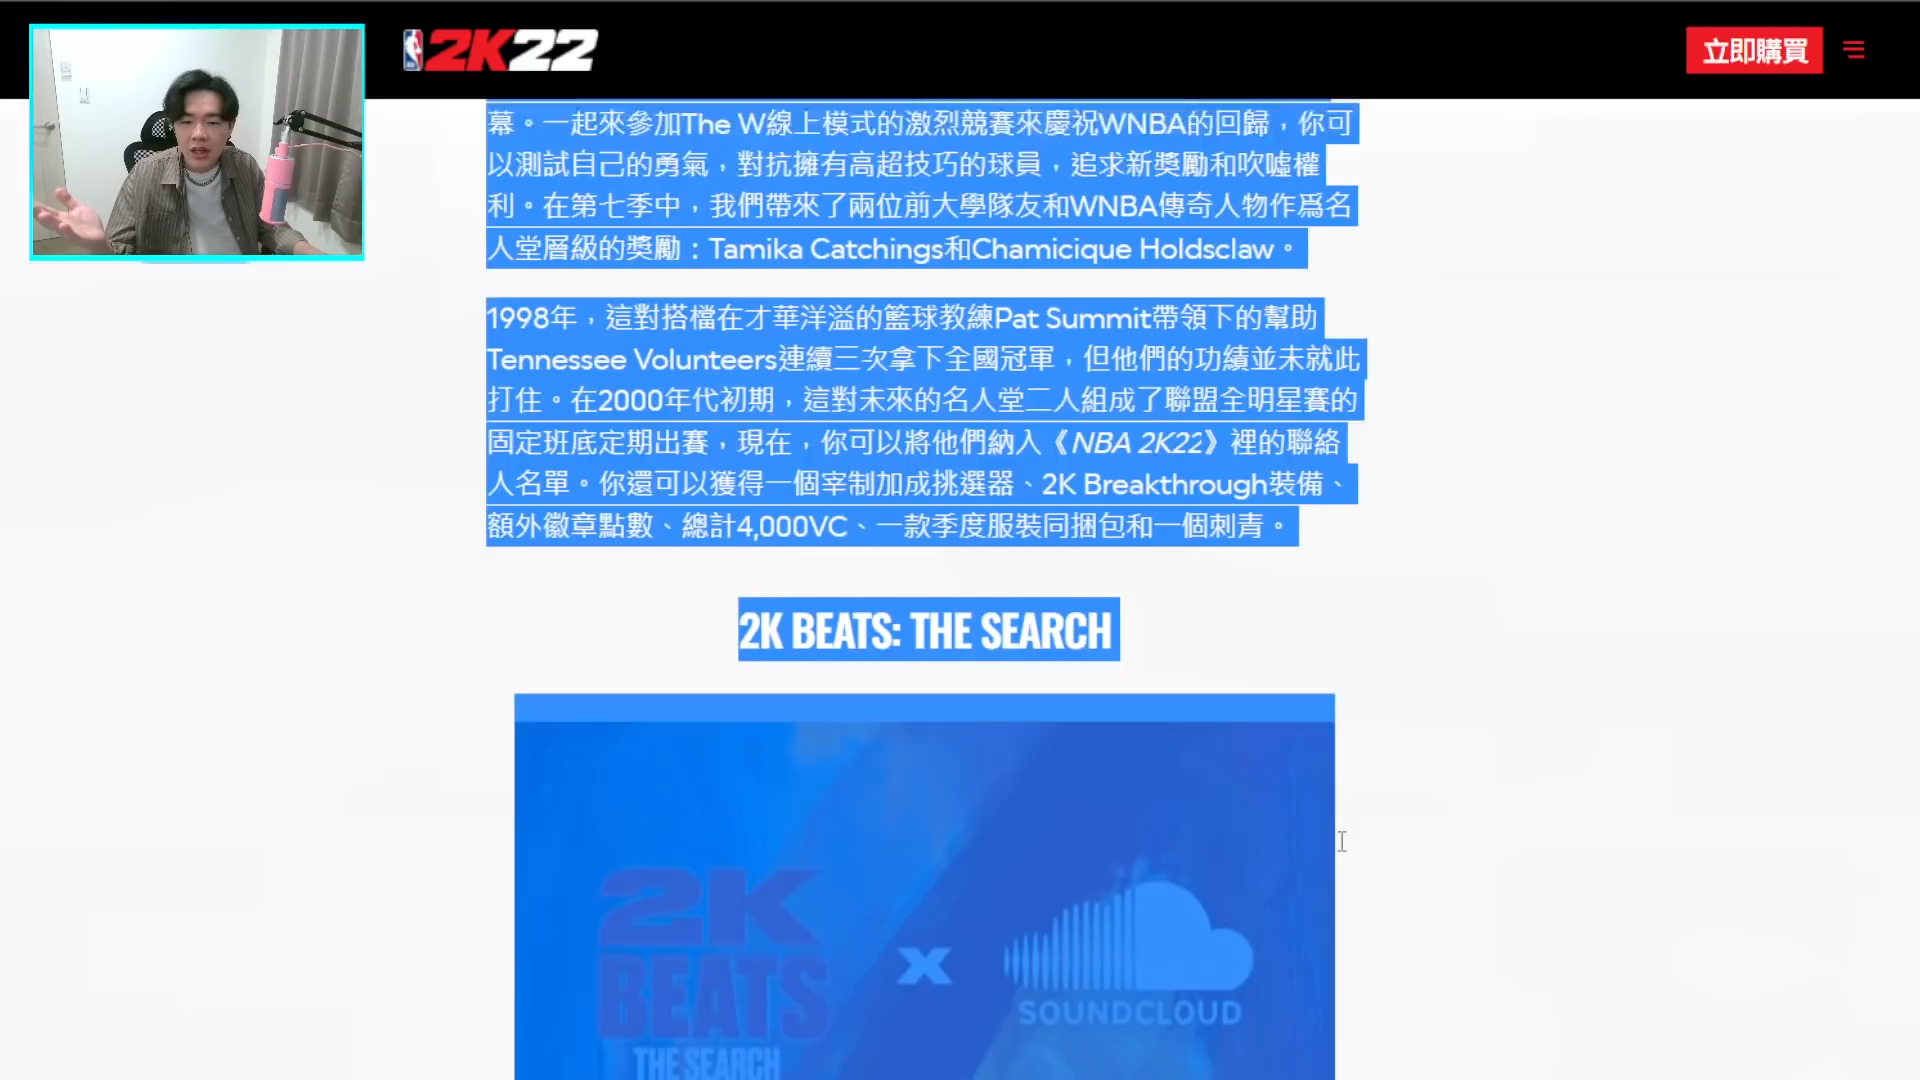 2K22
立即購買
幕。一起來參加The W線上模式的激烈競賽來慶祝WNBA的回歸，你可
以測試自己的勇氣，對抗擁有高超技巧的球員，追求新獎勵和吹噓權
利。在第七季中，我們帶來了兩位前大學隊友和WNBA傳奇人物作爲名
人堂層級的獎勵：Tamika Catchings和Chamicique Holdsclaw。
1998年，這對搭檔在才華洋溢的籃球教練Pat Summit帶領下的幫助
Tennessee Volunteers連續三次拿下全國冠軍，但他們的功績並未就此
打住。在2000年代初期，這對未來的名人堂二人組成了聯盟全明星賽的
固定班底定期出賽，現在，你可以將他們納入《NBA 2K22》裡的聯絡
人名單。你還可以獲得一個宰制加成挑選器、2K Breakthrough裝備、
額外徽章點數、總計4,000VC、一款季度服裝同捆包和一個刺青。
2K BEATS: THE SEARCH
2K
BEATS
THE SEARCH
X
SOUNDCLOUD